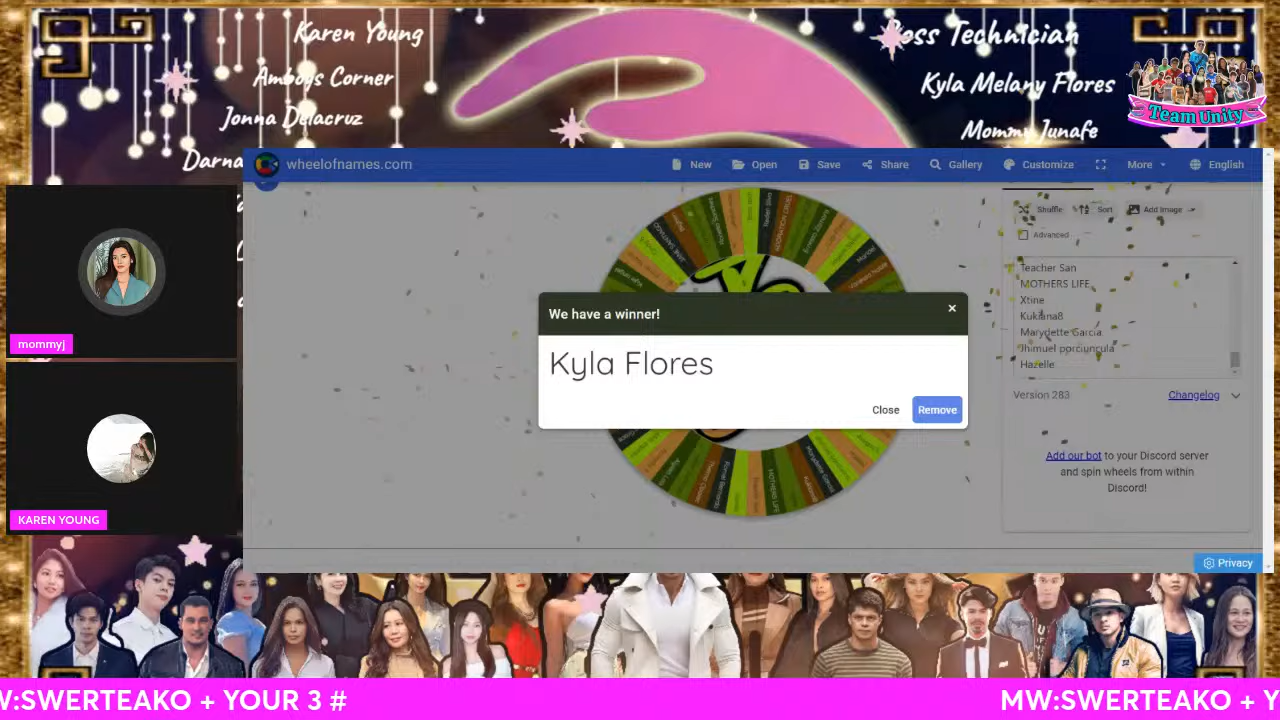 Karen Young
Amboys Corner
Jonna Delacruz
Darna
Boss Technician
Kyla Melany Flores
Mommy Junafe
Team Unity
wheelofnames.com
New
Open
Save
Share
Gallery
Customize
More
English
Shuffle
Sort
Add image
Advanced
Teacher San
MOTHERS LIFE
Xtine
Kukiana8
Marydette Garcia
Jhimuel porciuncula
Hazelle
Version 283
Changelog
Add our bot to your Discord server
and spin wheels from within
Discord!
We have a winner!
Kyla Flores
Close
Remove
mommyj
KAREN YOUNG
Privacy
W:SWERTEAKO + YOUR 3 #
MW:SWERTEAKO + Y